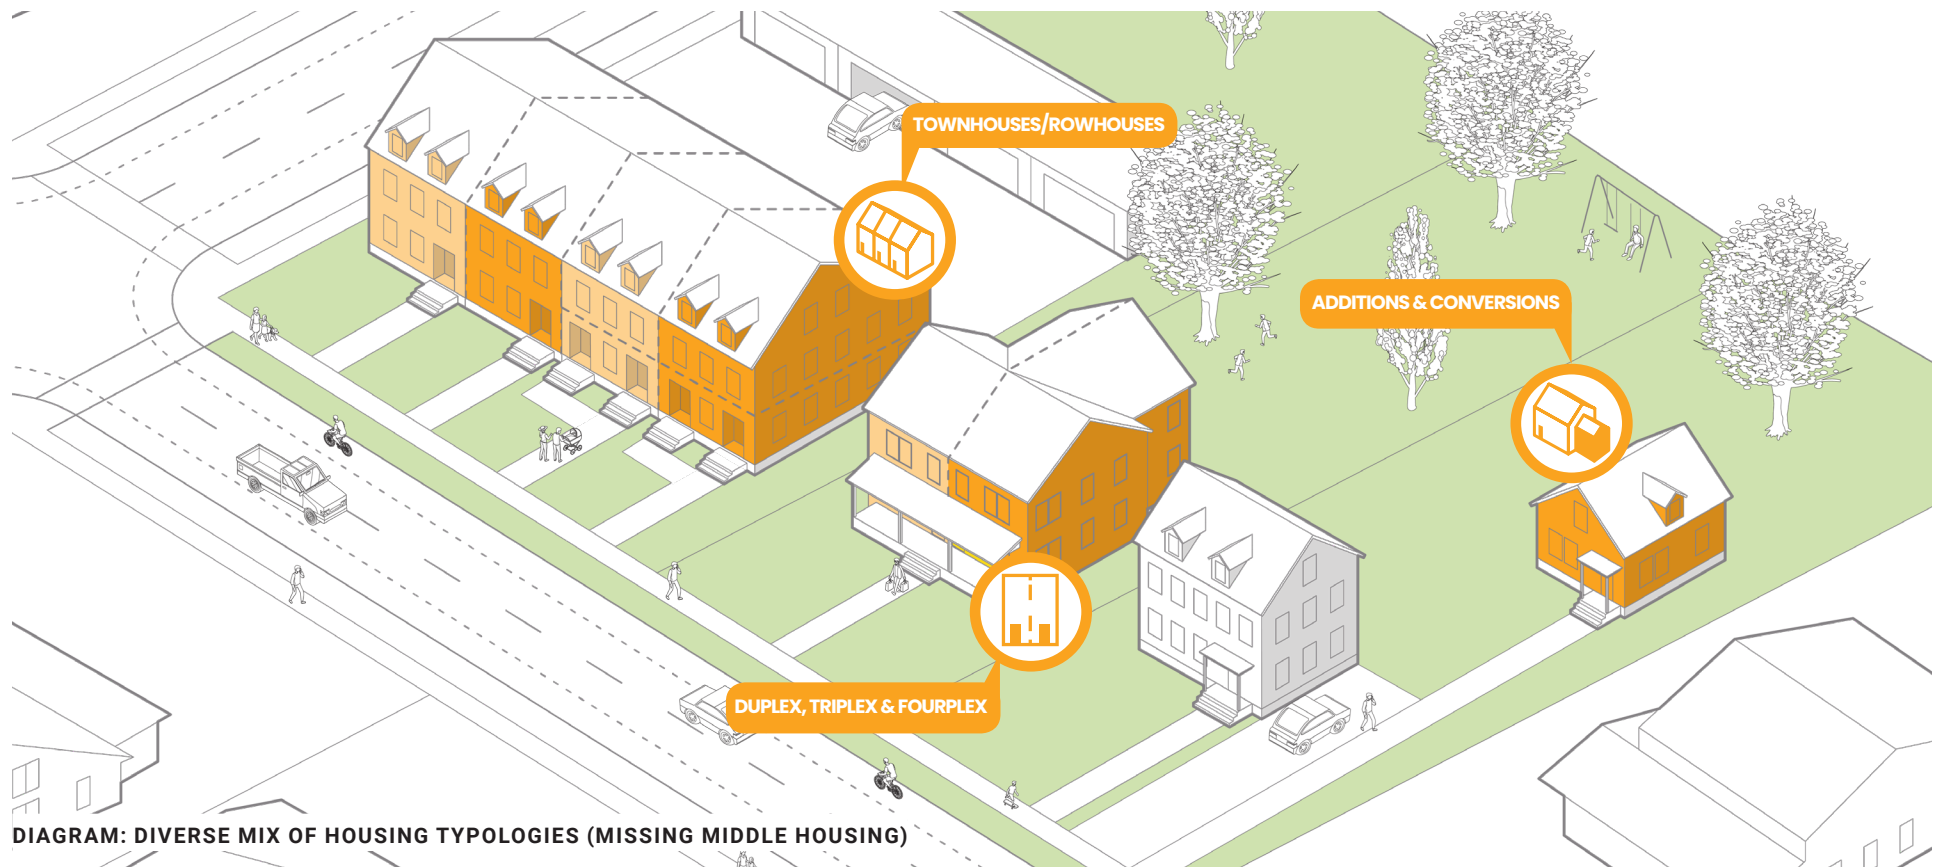 TOWNHOUSES/ROWHOUSES
ADDITIONS & CONVERSIONS
DUPLEX, TRIPLEX & FOURPLEX
DIAGRAM: DIVERSE MIX OF HOUSING TYPOLOGIES (MISSING MIDDLE HOUSING)